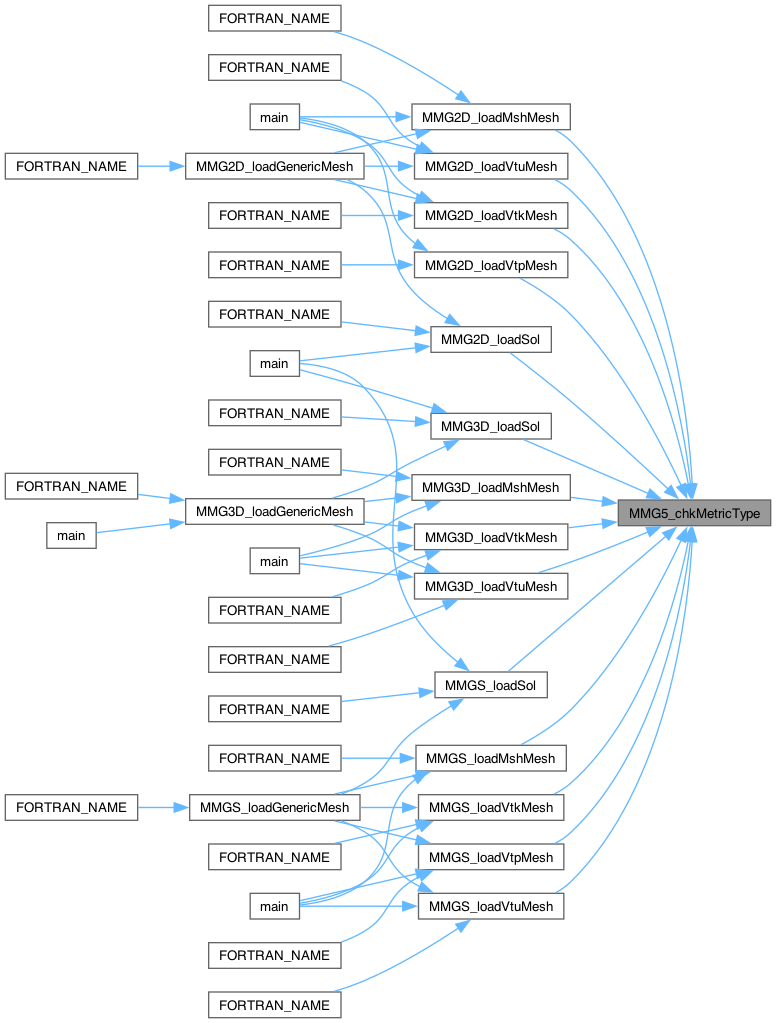 FORTRAN_NAME
FORTRAN_NAME
main
MMG2D_loadMshMesh
FORTRAN_NAME
MMG2D_loadGenericMesh
MMG2D_loadVtuMesh
FORTRAN_NAME
MMG2D_loadVtkMesh
FORTRAN_NAME
MMG2D_loadVtpMesh
FORTRAN_NAME
MMG2D_loadSol
main
FORTRAN_NAME
MMG3D_loadSol
FORTRAN_NAME
FORTRAN_NAME
MMG3D_loadMshMesh
MMG3D_loadGenericMesh
MMG5_chkMetricType
main
MMG3D_loadVtkMesh
main
MMG3D_loadVtuMesh
FORTRAN_NAME
FORTRAN_NAME
MMGS_loadSol
FORTRAN_NAME
FORTRAN_NAME
MMGS_loadMshMesh
FORTRAN_NAME
MMGS_loadGenericMesh
MMGS_loadVtkMesh
FORTRAN_NAME
MMGS_loadVtpMesh
main
MMGS_loadVtuMesh
FORTRAN_NAME
FORTRAN_NAME